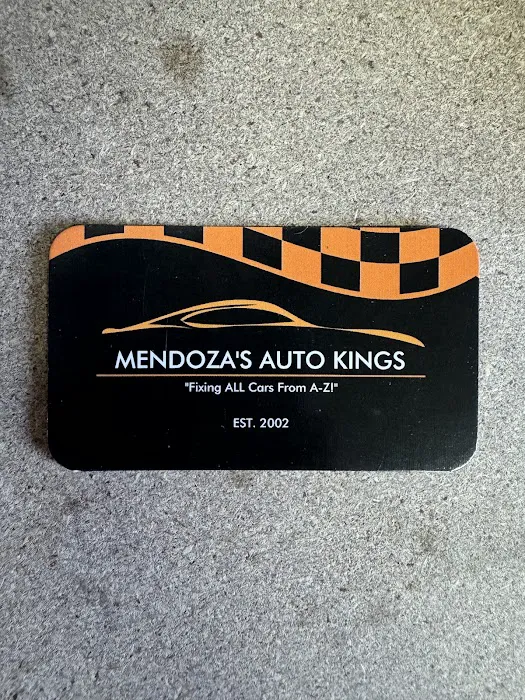 MENDOZA'S AUTO KINGS
"Fixing ALL Cars From A-Z!"
EST. 2002